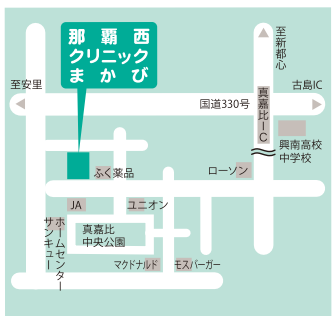 那覇西
クリニック
まかび
至新都心
至安里
古島IC
国道330号
真嘉比IC
興南高校
中学校
ふく薬品
ローソン
JA
ユニオン
真嘉比
中央公園
ホームセンター
サンキュー
マクドナルド
モスバーガー